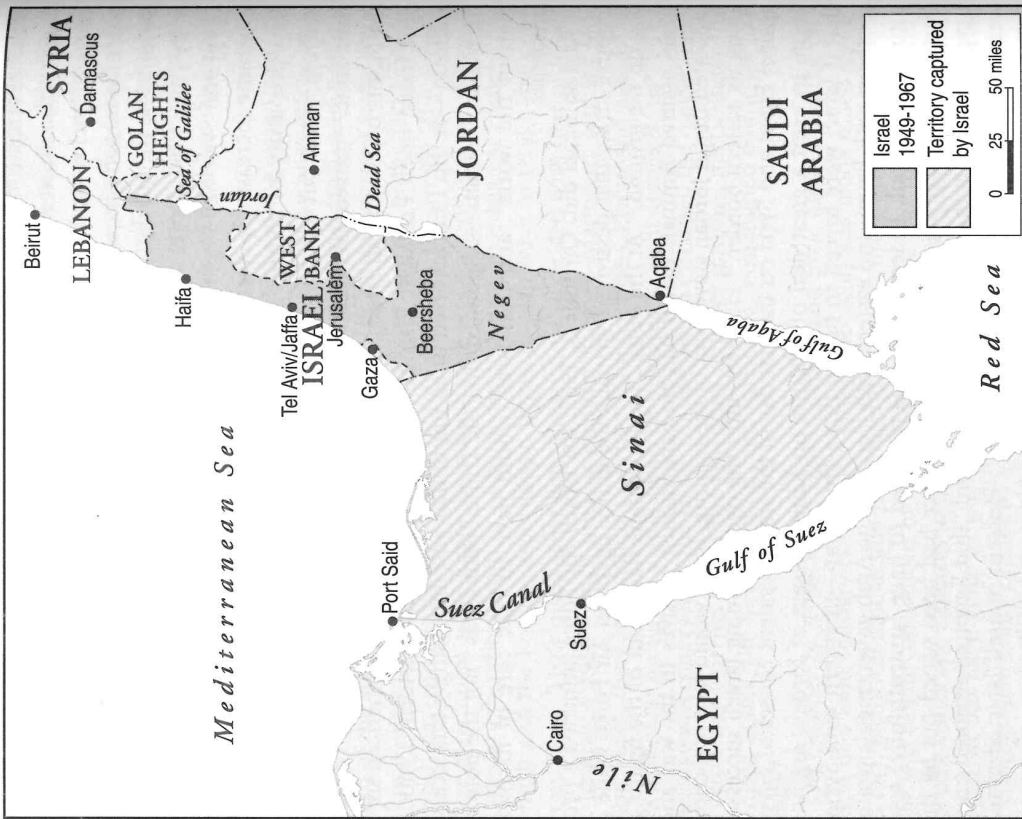 Beirut
LEBANON
SYRIA
Damascus
GOLAN
HEIGHTS
Sea of Galilee
Haifa
Jordan
WEST
BANK
Tel Aviv/Jaffa
ISRAEL
Jerusalem
Amman
Dead Sea
JORDAN
Gaza
Beersheba
Negev
Mediterranean Sea
Port Said
Suez Canal
Suez
Sinai
Aqaba
Gulf of Aqaba
Gulf of Suez
SAUDI
ARABIA
Red Sea
Cairo
Nile
EGYPT
Israel
1949-1967
Territory captured
by Israel
0 25 50 miles